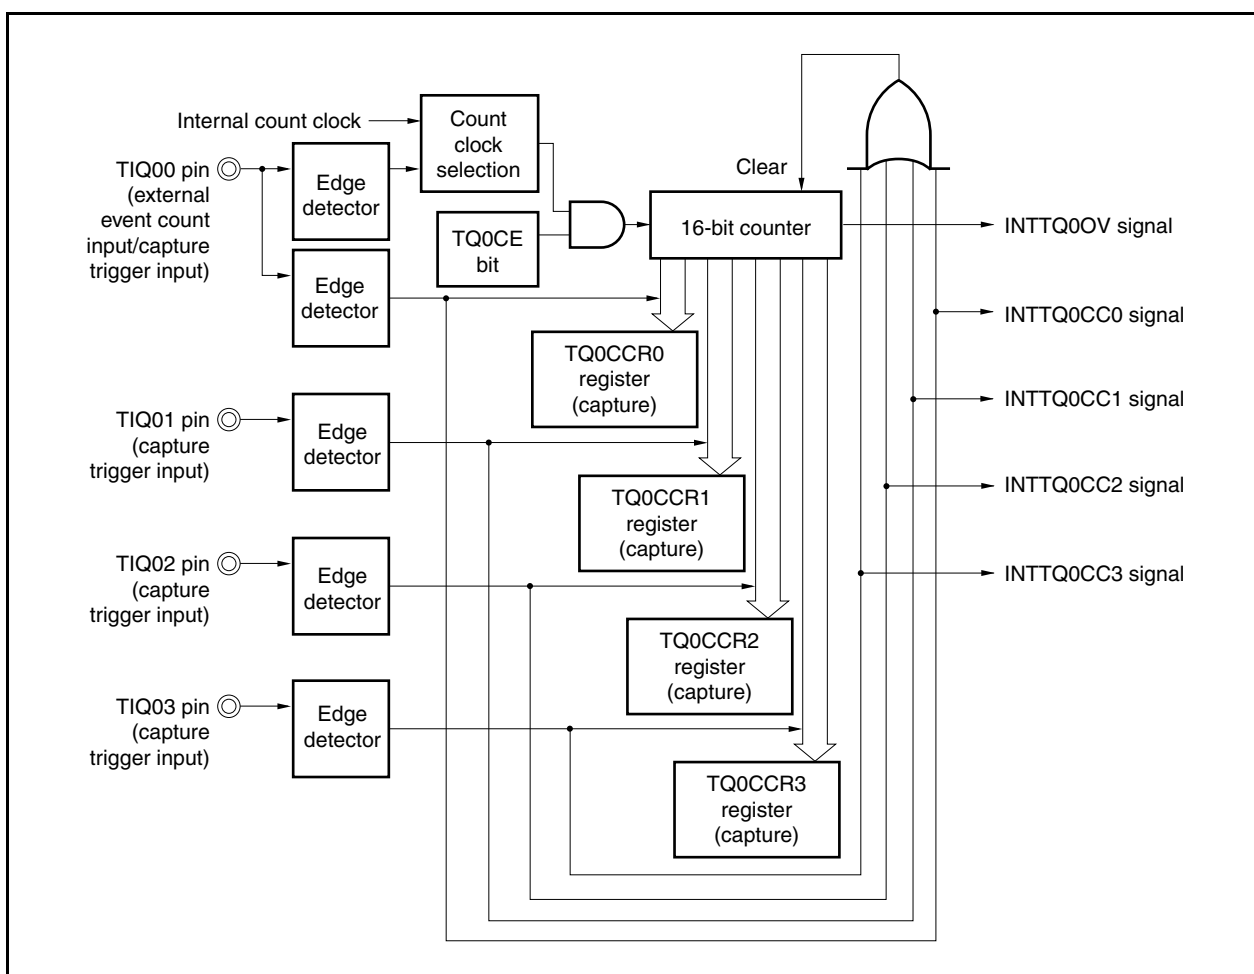 Internal count clock
Count
clock
selection
TIQ00 pin
(external
event count
input/capture
trigger input)
Edge
detector
TQ0CE
bit
Clear
16-bit counter
INTTQ0OV signal
Edge
detector
INTTQ0CC0 signal
TQ0CCR0
register
(capture)
TIQ01 pin
(capture
trigger input)
Edge
detector
INTTQ0CC1 signal
TQ0CCR1
register
(capture)
INTTQ0CC2 signal
TIQ02 pin
(capture
trigger input)
Edge
detector
INTTQ0CC3 signal
TQ0CCR2
register
(capture)
TIQ03 pin
(capture
trigger input)
Edge
detector
TQ0CCR3
register
(capture)